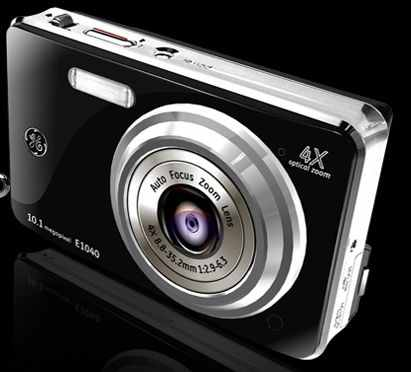 4X
optical zoom
Auto Focus Zoom Lens
4X 8.8-35.2mm 1:2.9-6.3
10.1 megapixel E1040